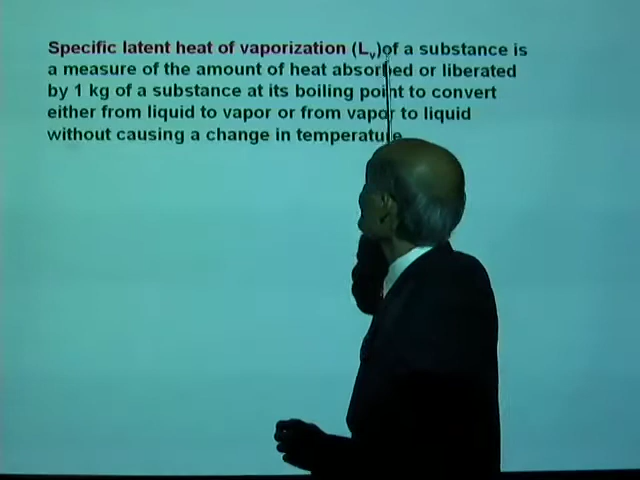 Specific latent heat of vaporization (Lv)of a substance is
a measure of the amount of heat absorbed or liberated
by 1 kg of a substance at its boiling point to convert
either from liquid to vapor or from vapor to liquid
without causing a change in temperature